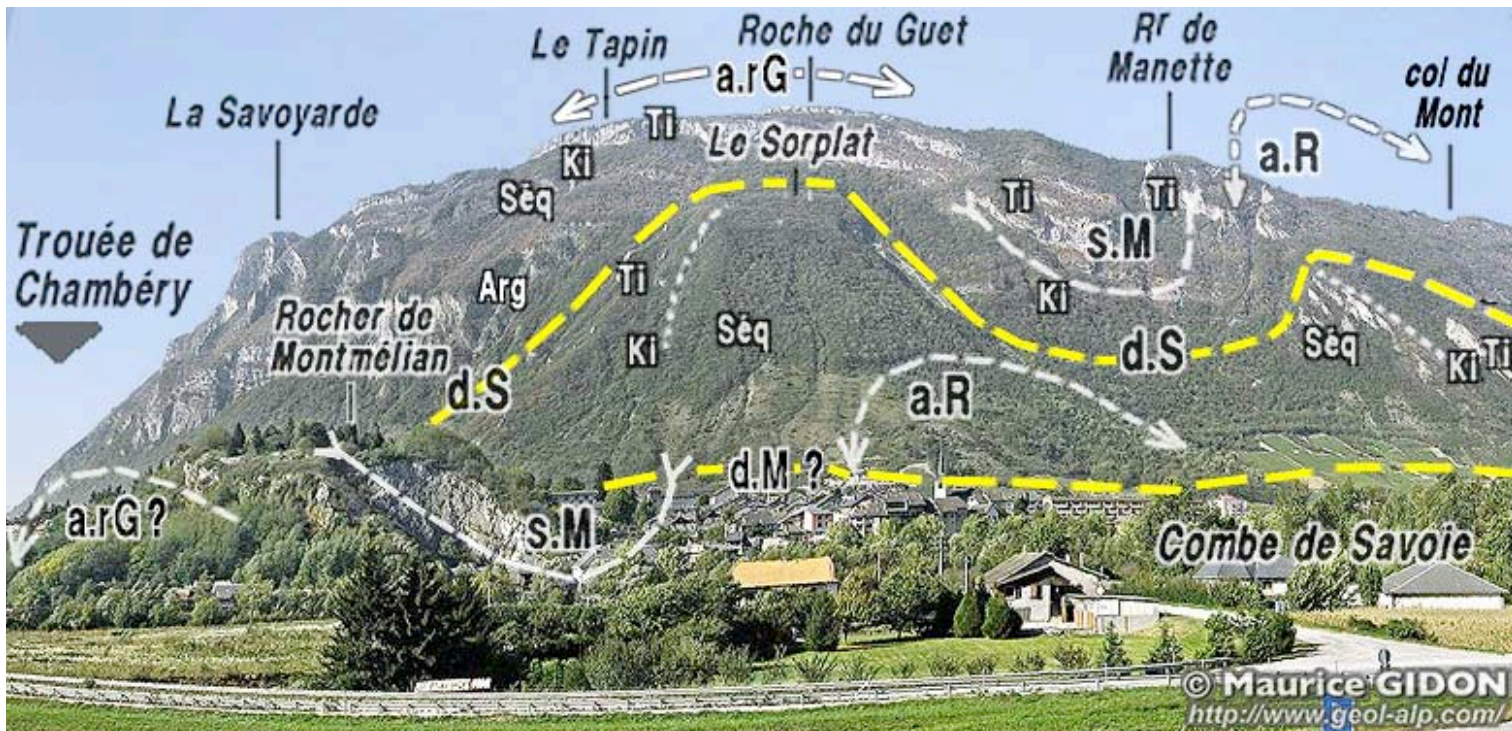 Le Tapin
Roche du Guet
Rʳ de
Manette
col du
Mont
La Savoyarde
a.rG
Ti
Le Sorplat
Ki
Séq
a.R
Trouée de
Chambéry
Ti
Ti
s.M
Arg
Ti
Ki
Rocher de
Montmélian
Ki
Séq
d.S
Séq
Ki
Ti
d.S
a.R
d.M ?
a.rG ?
s.M
Combe de Savoie
© Maurice GIDON
http://www.geol-alp.com/